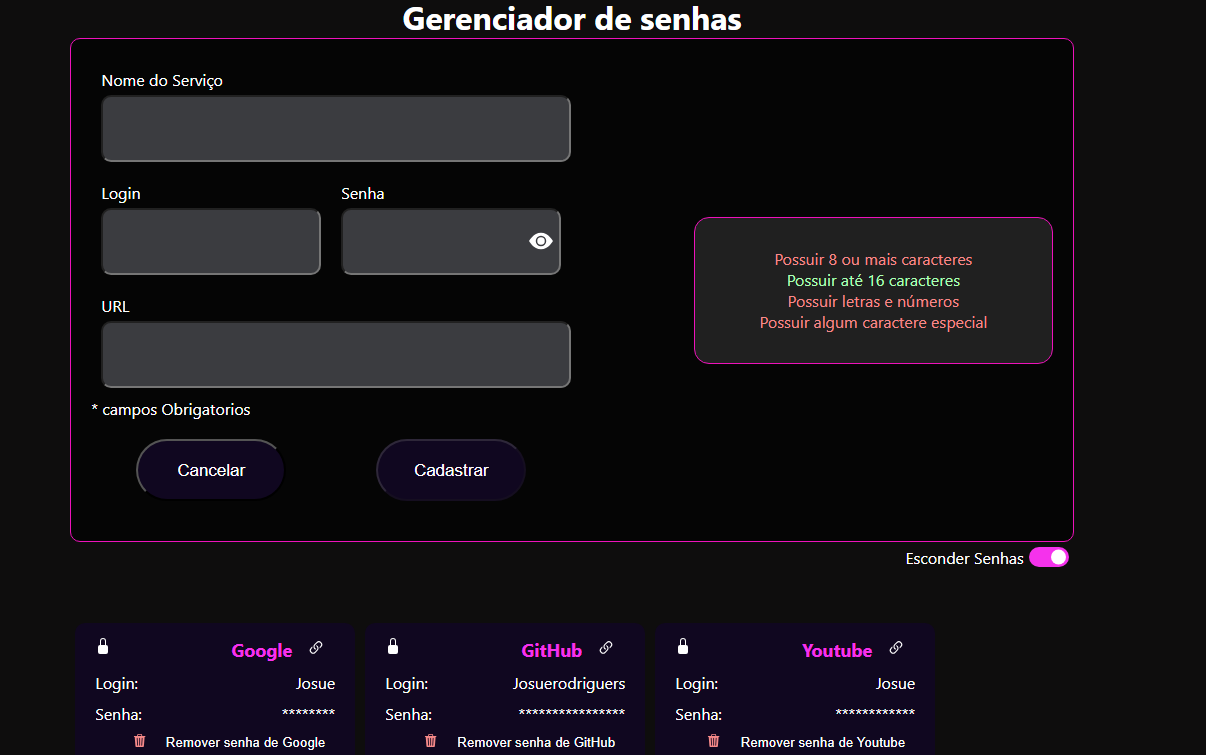 Gerenciador de senhas
Nome do Serviço
Login Senha
URL
Possuir 8 ou mais caracteres
Possuir até 16 caracteres
Possuir letras e números
Possuir algum caractere especial
* campos Obrigatorios
Cancelar Cadastrar
Esconder Senhas
Google
Login: Josue
Senha: ********
Remover senha de Google
GitHub
Login: Josuerodriguers
Senha: ****************
Remover senha de GitHub
Youtube
Login: Josue
Senha: ************
Remover senha de Youtube